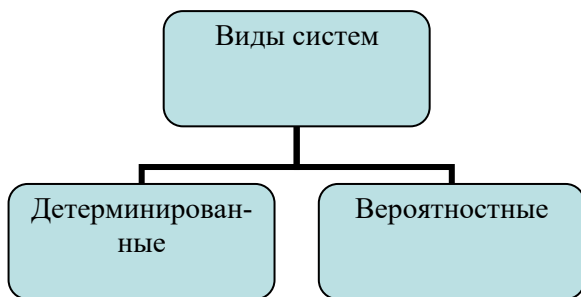 Виды систем
Детерминирован-
ные
Вероятностные